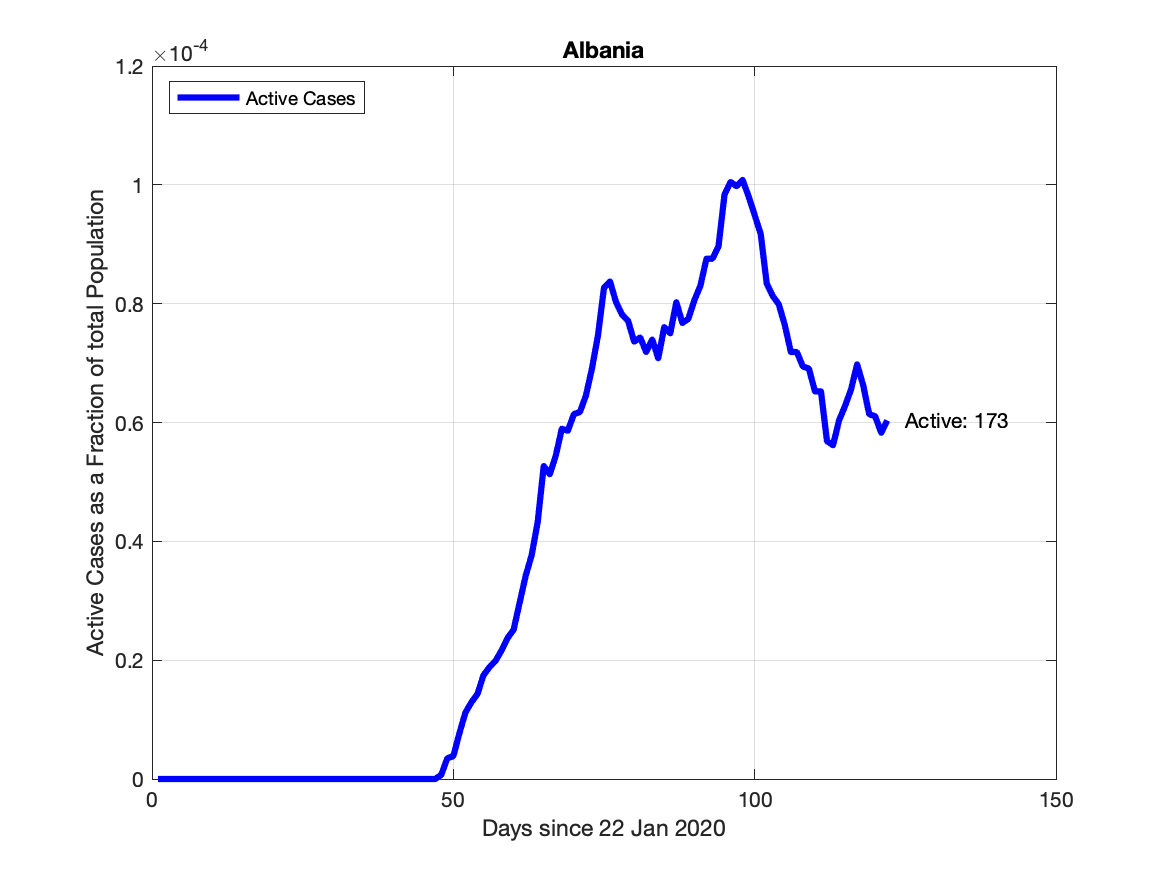 Albania
×10-4
1.2
1
0.8
0.6
0.4
0.2
0
Active Cases
Active: 173
Active Cases as a Fraction of total Population
0 50 100 150
Days since 22 Jan 2020